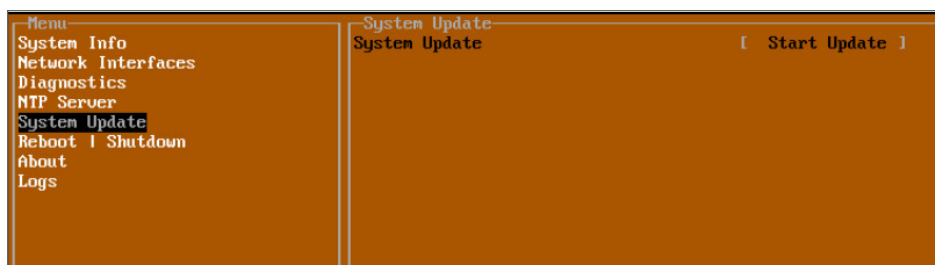 Menu
System Info
Network Interfaces
Diagnostics
NTP Server
System Update
Reboot | Shutdown
About
Logs
System Update
System Update [ Start Update ]